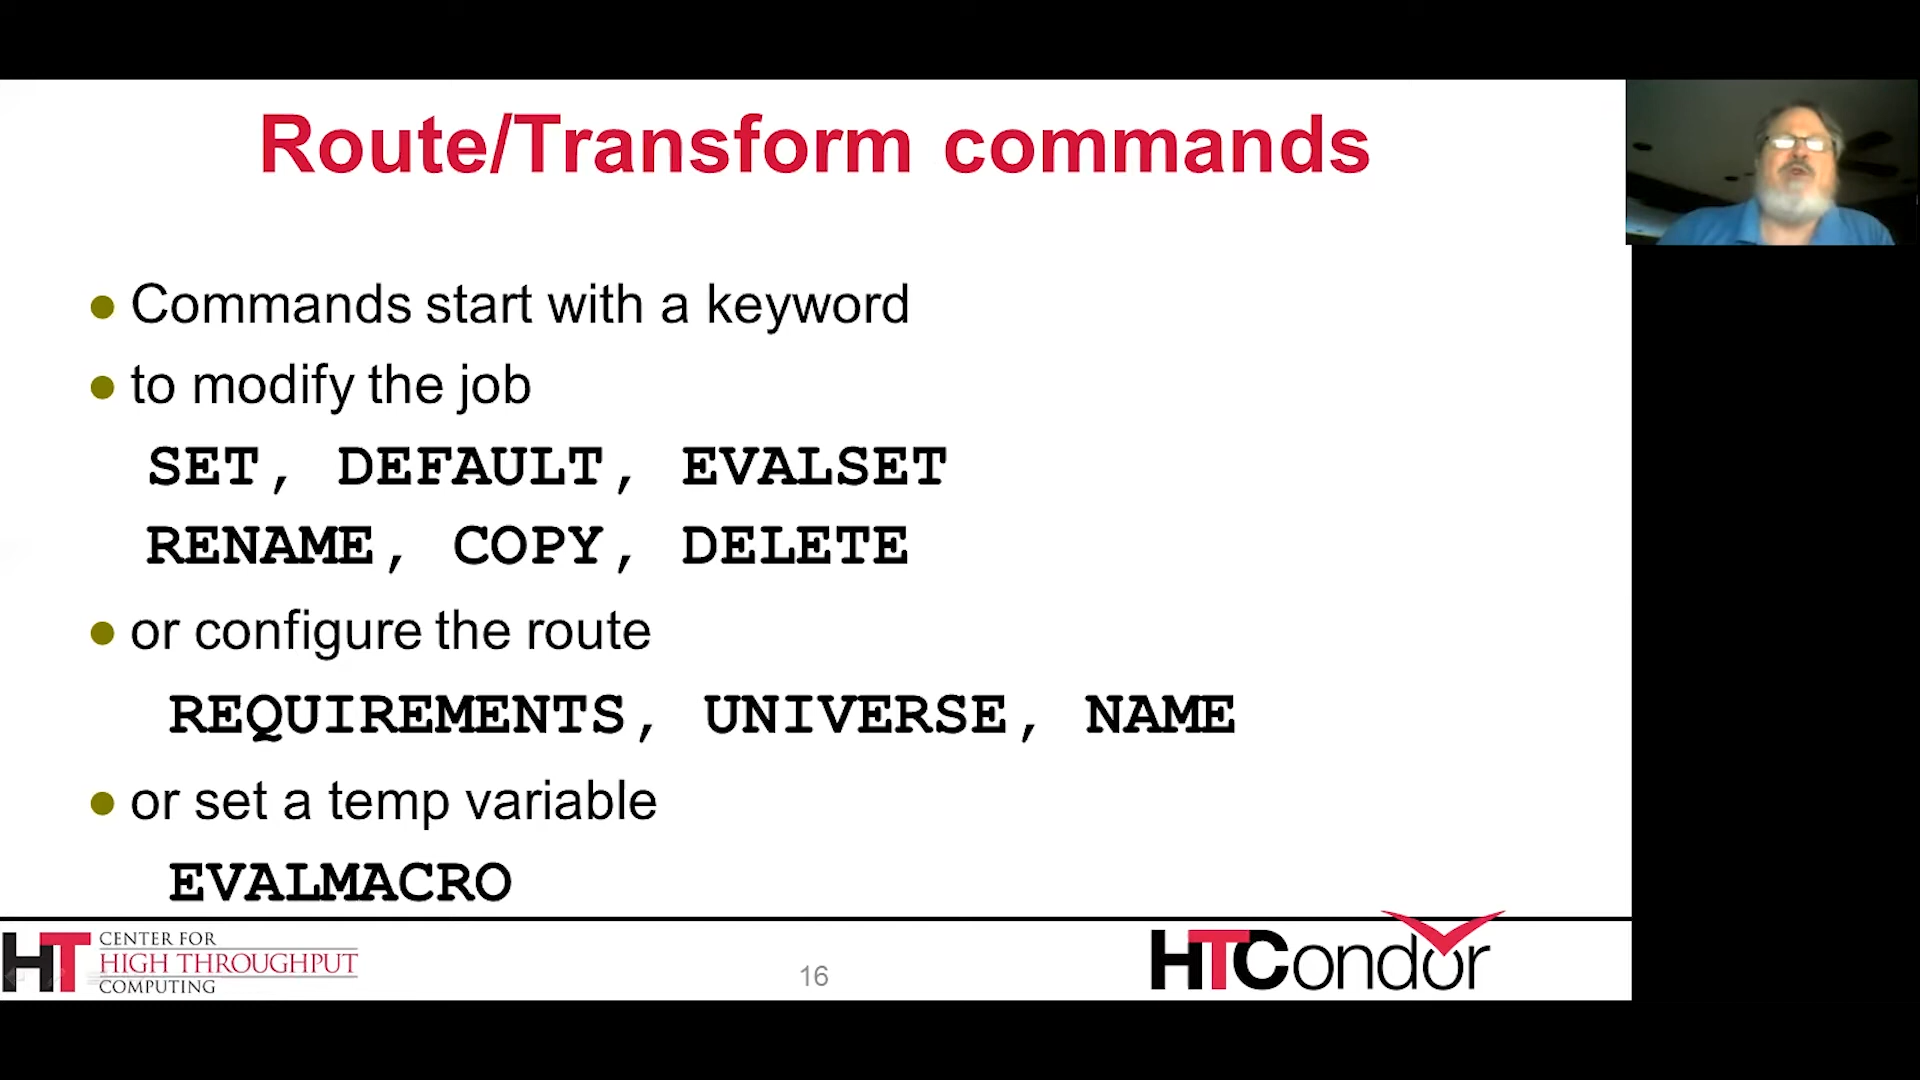 Route/Transform commands
Commands start with a keyword
to modify the job
SET, DEFAULT, EVALSET
RENAME, COPY, DELETE
or configure the route
REQUIREMENTS, UNIVERSE, NAME
or set a temp variable
EVALMACRO
HT CENTER FOR
HIGH THROUGHPUT
COMPUTING
16
HTCondor